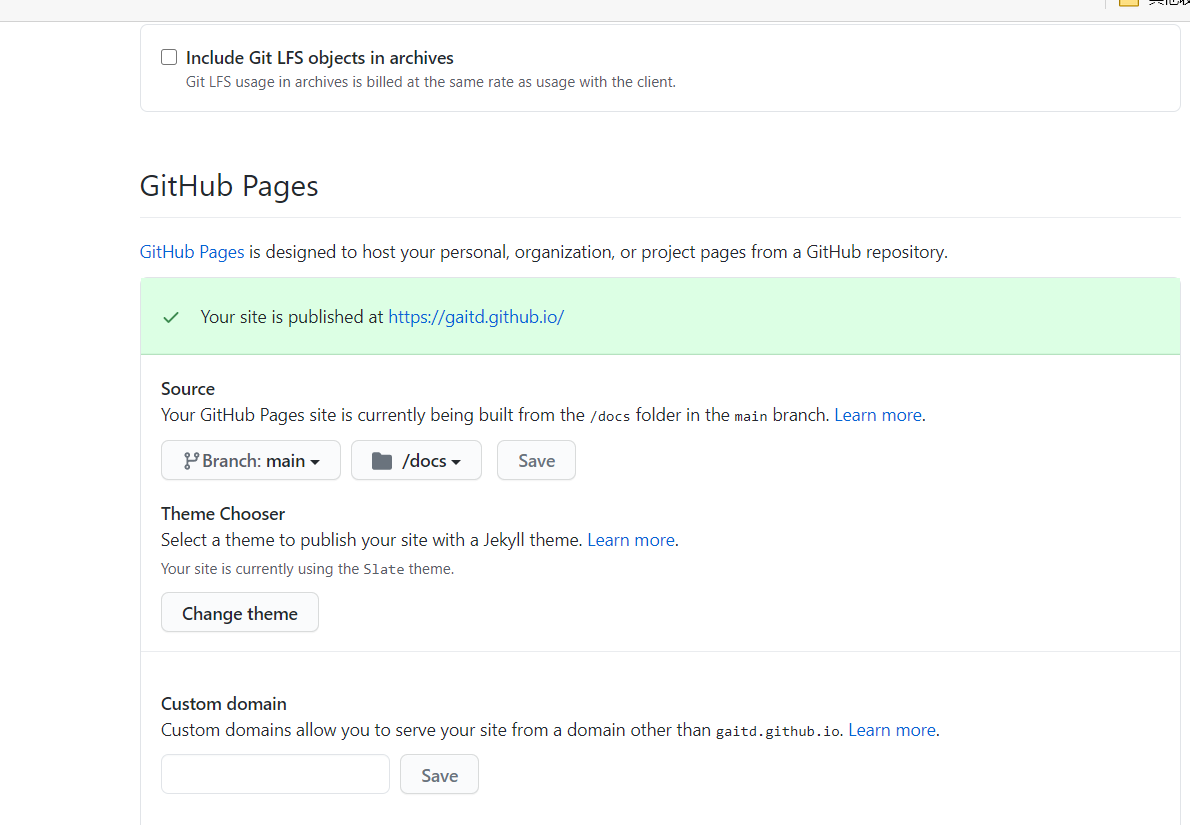 Include Git LFS objects in archives
Git LFS usage in archives is billed at the same rate as usage with the client.
GitHub Pages
GitHub Pages is designed to host your personal, organization, or project pages from a GitHub repository.
Your site is published at https://gaitd.github.io/
Source
Your GitHub Pages site is currently being built from the /docs folder in the main branch. Learn more.
Branch: main /docs Save
Theme Chooser
Select a theme to publish your site with a Jekyll theme. Learn more.
Your site is currently using the Slate theme.
Change theme
Custom domain
Custom domains allow you to serve your site from a domain other than gaitd.github.io. Learn more.
Save